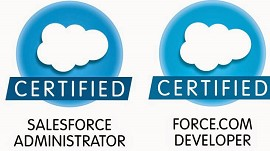 CERTIFIED
SALESFORCE
ADMINISTRATOR
CERTIFIED
FORCE.COM
DEVELOPER